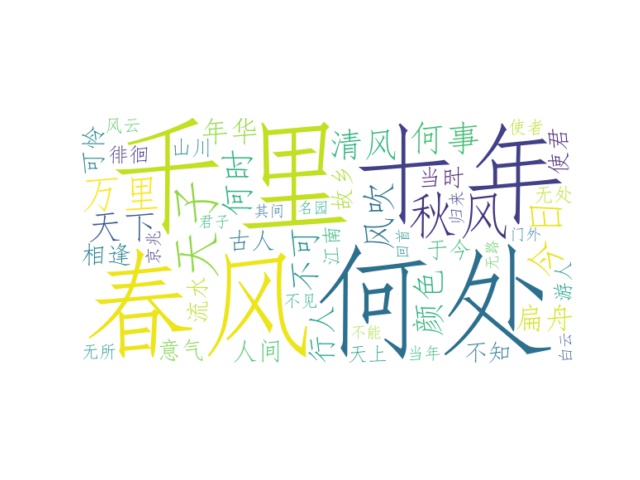 风云
年华
清风
何事
使者
可怜
徘徊
山川
千里
十年
使君
万里
天子
何时
故乡
当时
归来
秋风
无处
天下
京兆
君子
其间
名园
风吹
回首
今日
门外
相逢
古人
不可
江南
于今
无路
春风
何处
流水
不见
颜色
游人
无所
意气
人间
行人
不能
天上
当年
不知
扁舟
白云